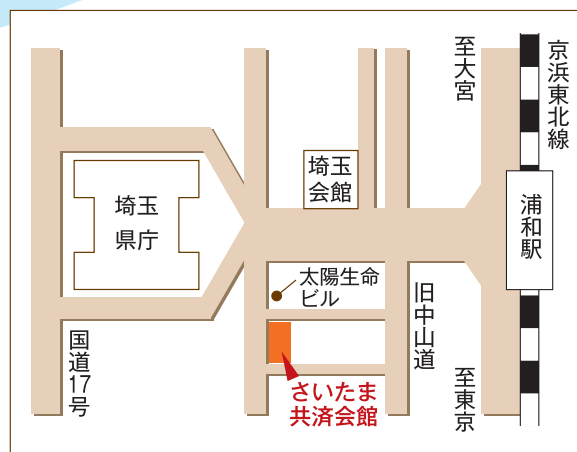 至大宮
京浜東北線
埼玉
会館
埼玉
県庁
浦和駅
太陽生命
ビル
旧中山道
国道17号
さいたま
共済会館
至東京